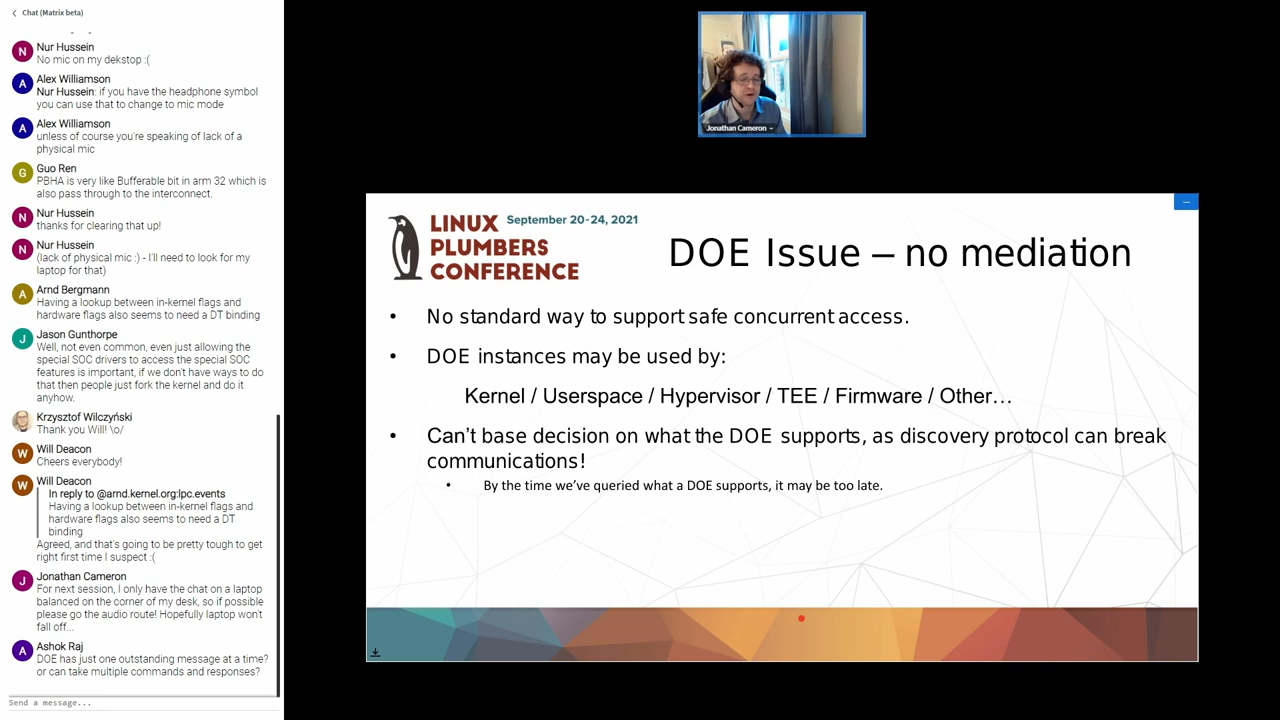 Chat (Matrix beta)
Nur Hussein
No mic on my dekstop :(
Alex Williamson
Nur Hussein: if you have the headphone symbol
you can use that to change to mic mode
Alex Williamson
unless of course you're speaking of lack of a
physical mic
Guo Ren
PBHA is very like Bufferable bit in arm 32 which is
also pass through to the interconnect.
Nur Hussein
thanks for clearing that up!
Nur Hussein
(lack of physical mic :) - I'll need to look for my
laptop for that)
Arnd Bergmann
Having a lookup between in-kernel flags and
hardware flags also seems to need a DT binding
Jason Gunthorpe
Well, not even common, even just allowing the
special SOC drivers to access the special SOC
features is important, if we don't have ways to do
that then people just fork the kernel and do it
anyhow.
Krzysztof Wilczyński
Thank you Will! \o/
Will Deacon
Cheers everybody!
Will Deacon
In reply to @arnd.kernel.org:lpc.events
Having a lookup between in-kernel flags and
hardware flags also seems to need a DT
binding
Agreed, and that's going to be pretty tough to get
right first time I suspect :(
Jonathan Cameron
For next session, I only have the chat on a laptop
balanced on the corner of my desk, so if possible
please go the audio route! Hopefully laptop won't
fall off...
Ashok Raj
DOE has just one outstanding message at a time?
or can take multiple commands and responses?
Send a message...
N
A
A
G
N
N
A
J
W
W
J
A
Jonathan Cameron
LINUX
PLUMBERS
CONFERENCE
September 20-24, 2021
DOE Issue – no mediation
• No standard way to support safe concurrent access.
• DOE instances may be used by:
Kernel / Userspace / Hypervisor / TEE / Firmware / Other…
• Can't base decision on what the DOE supports, as discovery protocol can break
communications!
• By the time we've queried what a DOE supports, it may be too late.